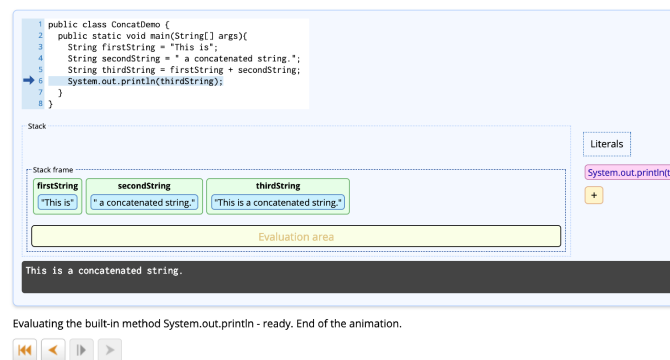 1 public class ConcatDemo {
2 public static void main(String[] args){
3 String firstString = "This is";
4 String secondString = " a concatenated string.";
5 String thirdString = firstString + secondString;
6 System.out.println(thirdString);
7 }
8 }
Stack
Literals
Stack frame
System.out.println(t
firstString secondString thirdString
+
"This is" " a concatenated string." "This is a concatenated string."
Evaluation area
This is a concatenated string.
Evaluating the built-in method System.out.println - ready. End of the animation.